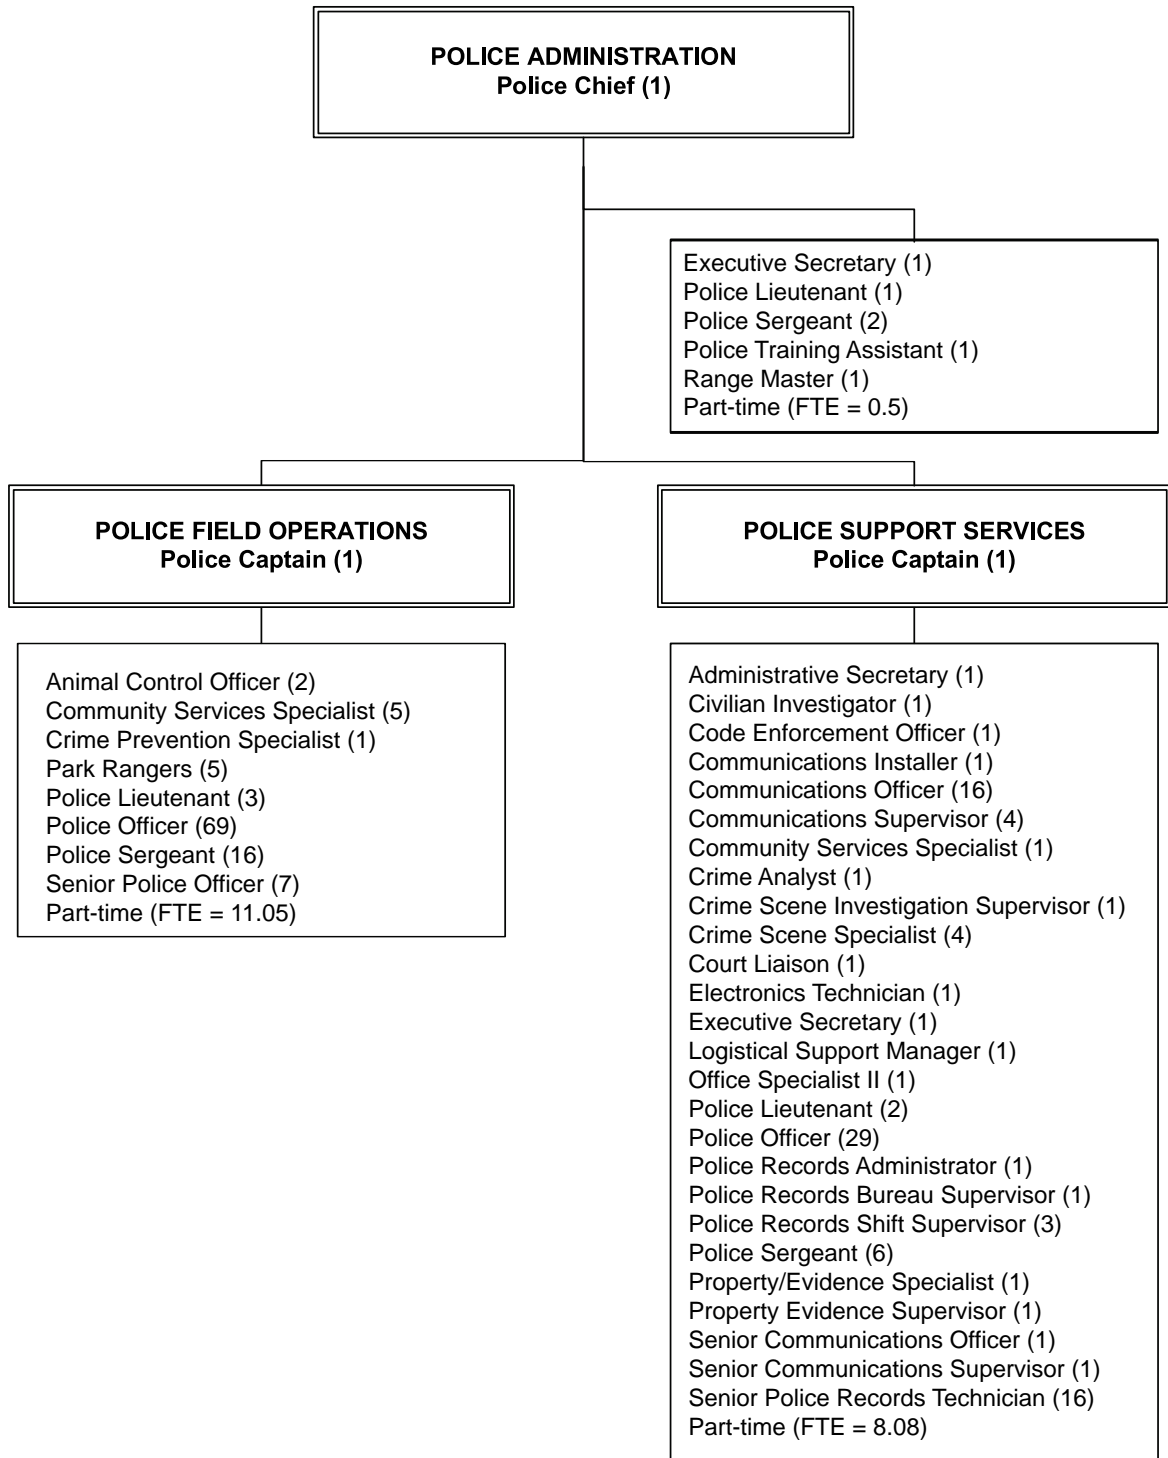 POLICE ADMINISTRATION
Police Chief (1)
Executive Secretary (1)
Police Lieutenant (1)
Police Sergeant (2)
Police Training Assistant (1)
Range Master (1)
Part-time (FTE = 0.5)
POLICE FIELD OPERATIONS
Police Captain (1)
Animal Control Officer (2)
Community Services Specialist (5)
Crime Prevention Specialist (1)
Park Rangers (5)
Police Lieutenant (3)
Police Officer (69)
Police Sergeant (16)
Senior Police Officer (7)
Part-time (FTE = 11.05)
POLICE SUPPORT SERVICES
Police Captain (1)
Administrative Secretary (1)
Civilian Investigator (1)
Code Enforcement Officer (1)
Communications Installer (1)
Communications Officer (16)
Communications Supervisor (4)
Community Services Specialist (1)
Crime Analyst (1)
Crime Scene Investigation Supervisor (1)
Crime Scene Specialist (4)
Court Liaison (1)
Electronics Technician (1)
Executive Secretary (1)
Logistical Support Manager (1)
Office Specialist II (1)
Police Lieutenant (2)
Police Officer (29)
Police Records Administrator (1)
Police Records Bureau Supervisor (1)
Police Records Shift Supervisor (3)
Police Sergeant (6)
Property/Evidence Specialist (1)
Property Evidence Supervisor (1)
Senior Communications Officer (1)
Senior Communications Supervisor (1)
Senior Police Records Technician (16)
Part-time (FTE = 8.08)